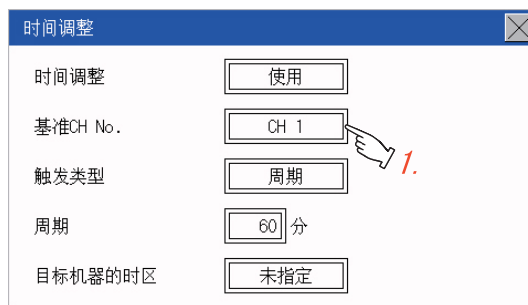 时间调整
时间调整 使用
基准CH No. CH 1
1.
触发类型 周期
周期 60 分
目标机器的时区 未指定